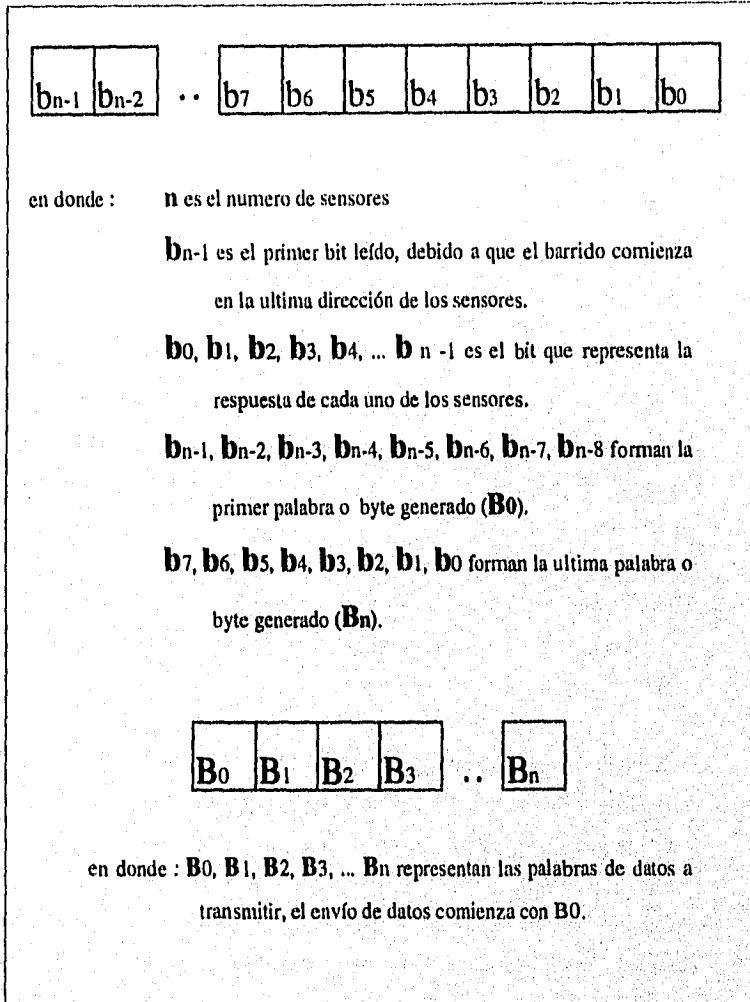 bn-1 bn-2 .. b7 b6 b5 b4 b3 b2 b1 b0
en donde : n es el numero de sensores
bn-1 es el primer bit leído, debido a que el barrido comienza
en la ultima dirección de los sensores.
b0, b1, b2, b3, b4, ... b n -1 es el bit que representa la
respuesta de cada uno de los sensores.
bn-1, bn-2, bn-3, bn-4, bn-5, bn-6, bn-7, bn-8 forman la
primer palabra o byte generado (B0).
b7, b6, b5, b4, b3, b2, b1, b0 forman la ultima palabra o
byte generado (Bn).
B0 B1 B2 B3 .. Bn
en donde : B0, B1, B2, B3, ... Bn representan las palabras de datos a
transmitir, el envío de datos comienza con B0.